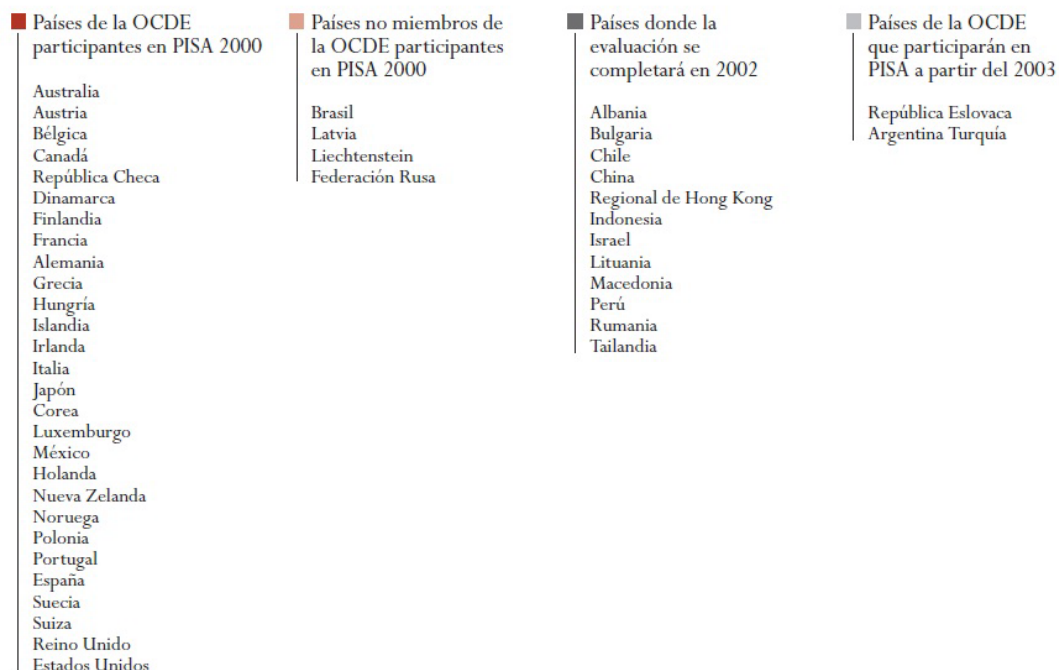 Países de la OCDE
participantes en PISA 2000
Australia
Austria
Bélgica
Canadá
República Checa
Dinamarca
Finlandia
Francia
Alemania
Grecia
Hungría
Islandia
Irlanda
Italia
Japón
Corea
Luxemburgo
México
Holanda
Nueva Zelanda
Noruega
Polonia
Portugal
España
Suecia
Suiza
Reino Unido
Estados Unidos
Países no miembros de
la OCDE participantes
en PISA 2000
Brasil
Latvia
Liechtenstein
Federación Rusa
Países donde la
evaluación se
completará en 2002
Albania
Bulgaria
Chile
China
Regional de Hong Kong
Indonesia
Israel
Lituania
Macedonia
Perú
Rumania
Tailandia
Países de la OCDE
que participarán en
PISA a partir del 2003
República Eslovaca
Argentina Turquía